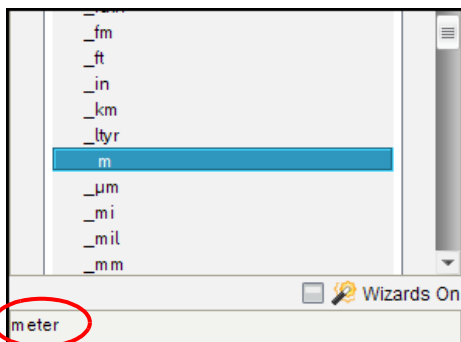 _fm
_ft
_in
_km
_ltyr
_m
_µm
_mi
_mil
_mm
Wizards On
meter